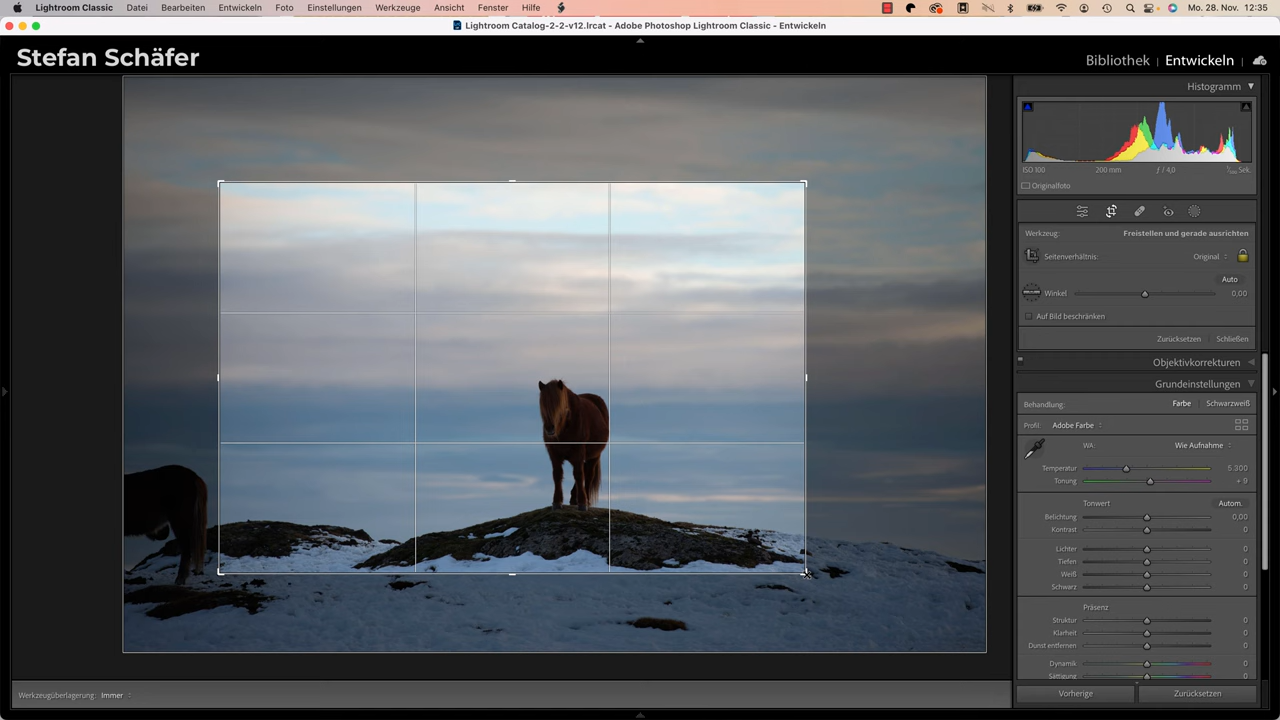 Lightroom Classic Datei Bearbeiten Entwickeln Foto Einstellungen Werkzeuge Ansicht Fenster Hilfe Mo. 28. Nov. 12:35
Lightroom Catalog-2-2-v12.lrcat - Adobe Photoshop Lightroom Classic - Entwickeln
Stefan Schäfer
Bibliothek | Entwickeln |
Histogramm
ISO 100 200 mm ƒ / 4,0 Sek.
Originalfoto
Werkzeug: Freistellen und gerade ausrichten
Seitenverhältnis: Original
Auto
Winkel 0,00
Auf Bild beschränken
Zurücksetzen Schließen
Objektivkorrekturen
Grundeinstellungen
Behandlung: Farbe Schwarzweiß
Profil: Adobe Farbe
WA: Wie Aufnahme
Temperatur 5.300
Tonung + 9
Tonwert Autom.
Belichtung 0,00
Kontrast 0
Lichter 0
Tiefen 0
Weiß 0
Schwarz 0
Präsenz
Struktur 0
Klarheit 0
Dunst entfernen 0
Dynamik 0
Sättigung 0
Werkzeugüberlagerung: Immer
Vorherige Zurücksetzen